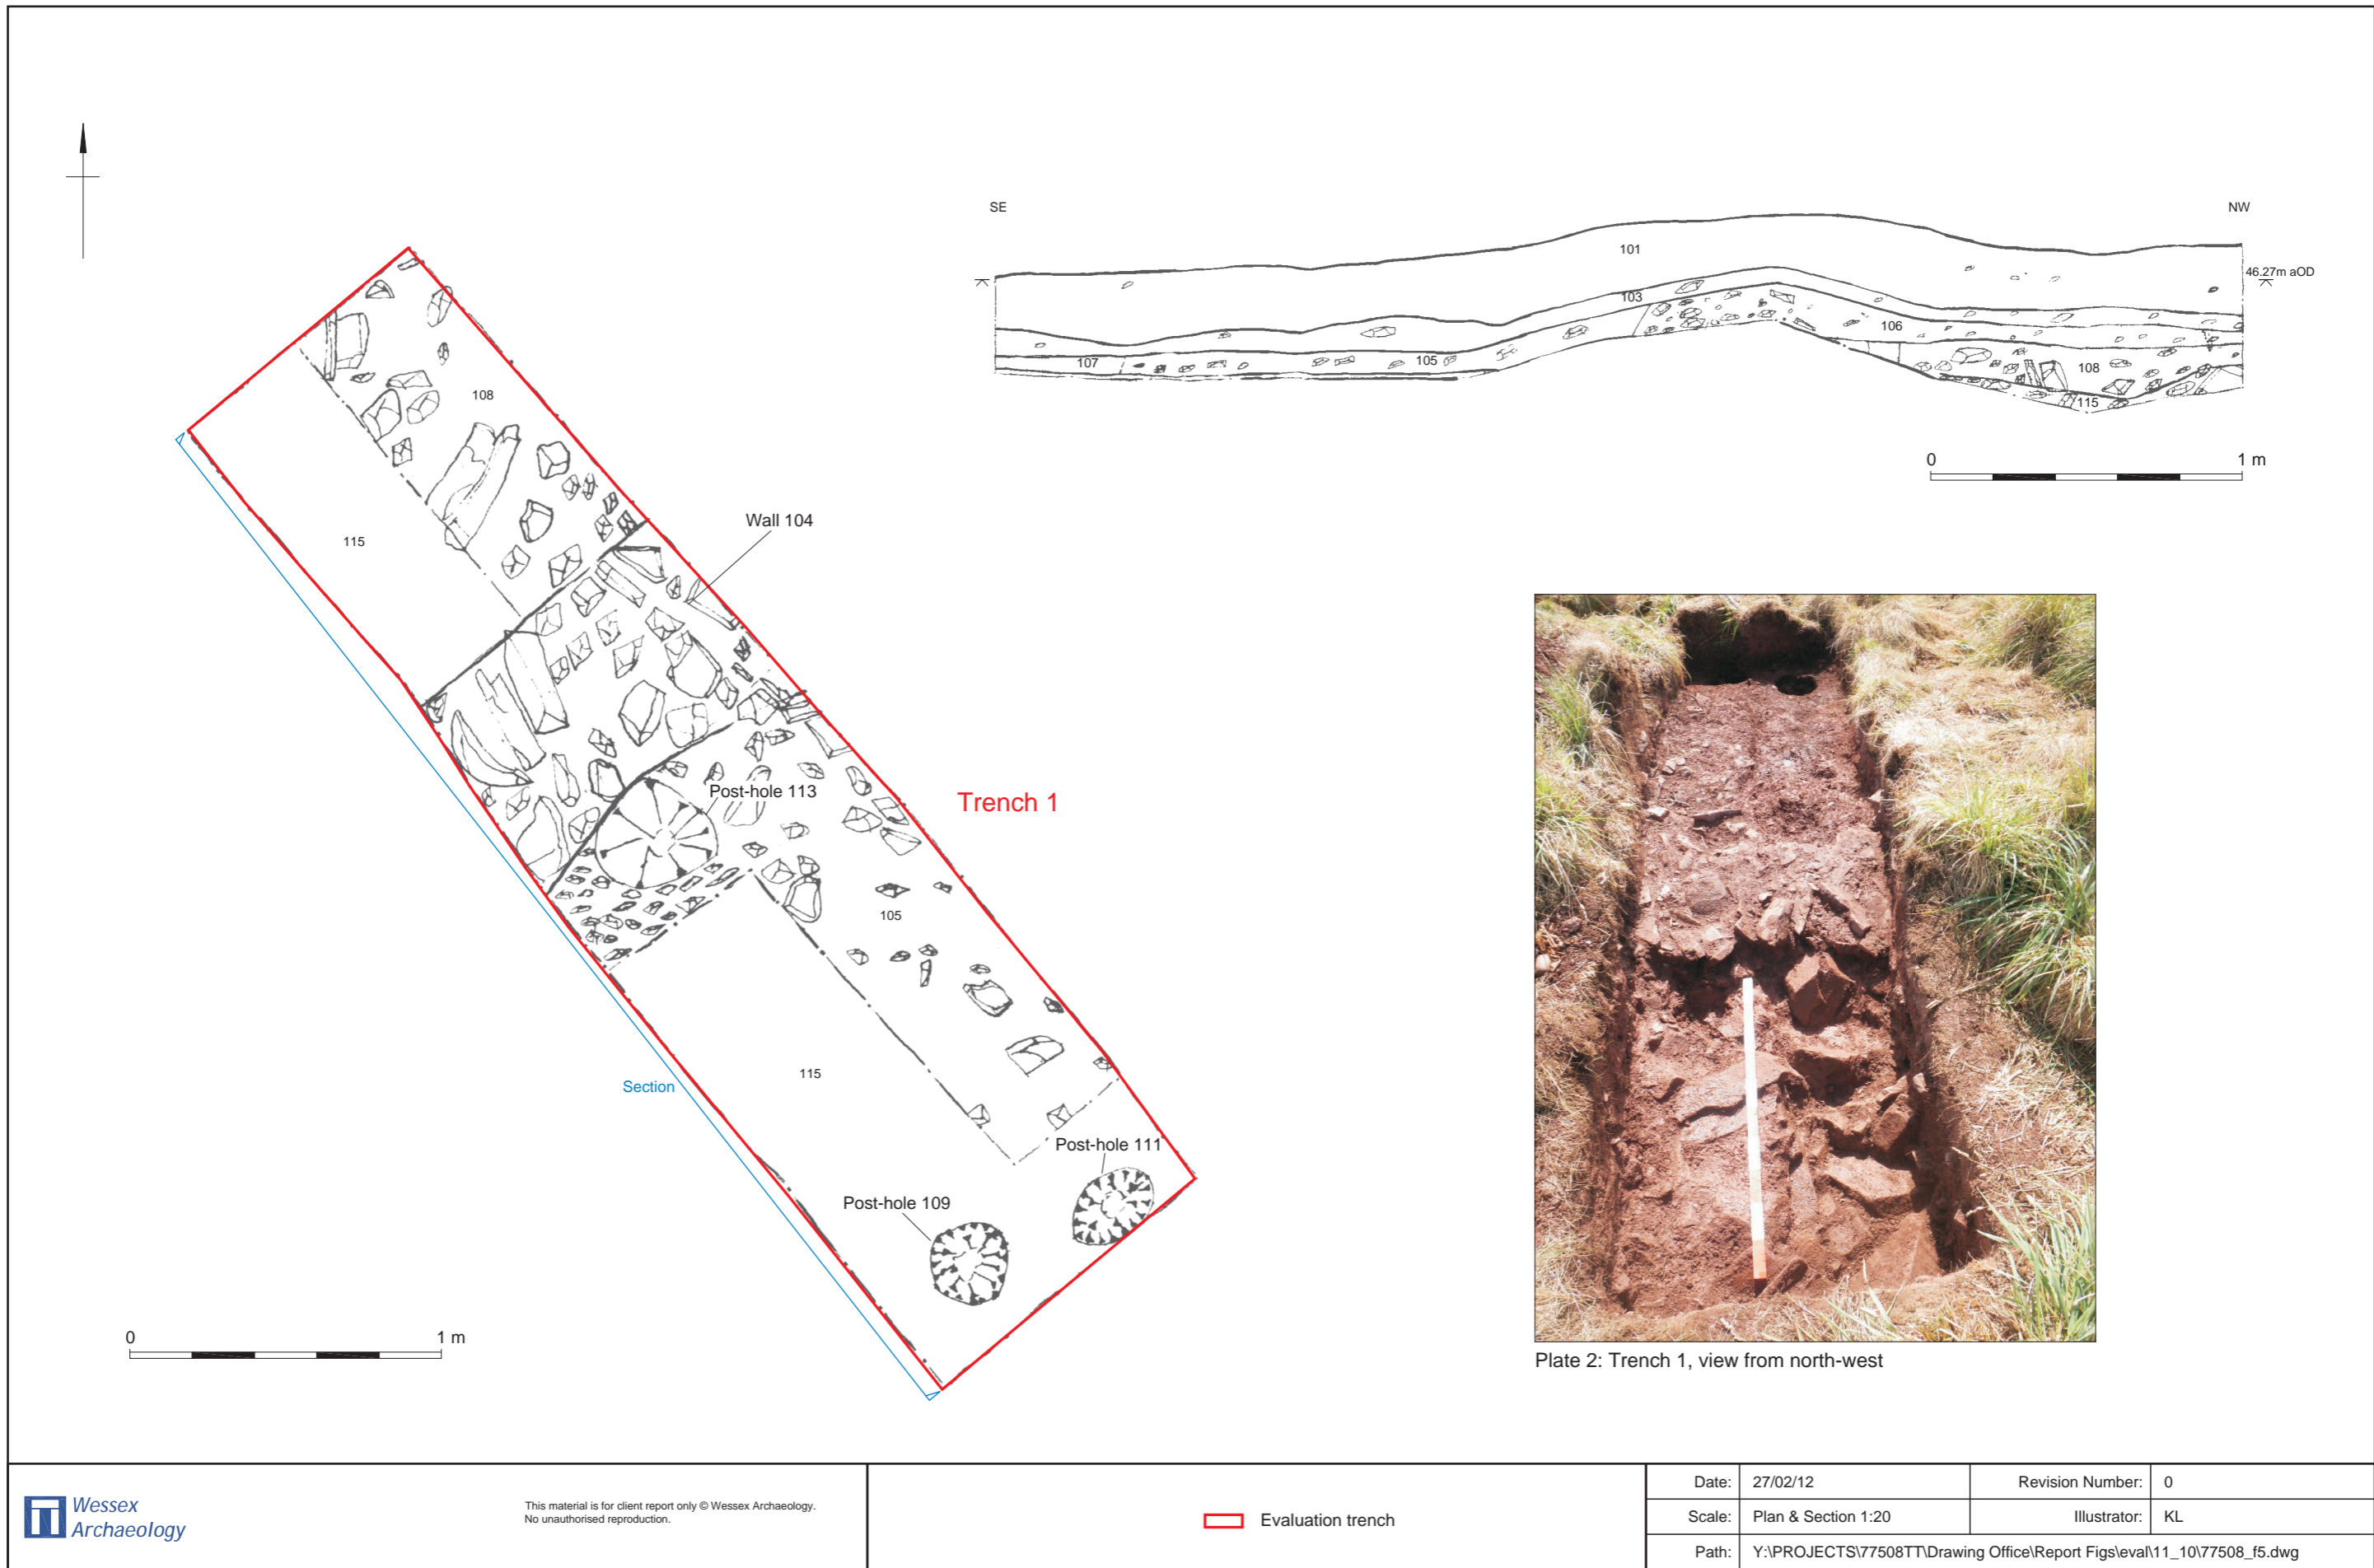 SE
NW
101
46.27m aOD
103
106
107
105
108
115
0 1 m
108
115
Wall 104
Post-hole 113
Trench 1
105
Section
115
Post-hole 111
Post-hole 109
0 1 m
Plate 2: Trench 1, view from north-west
Wessex
Archaeology
This material is for client report only © Wessex Archaeology.
No unauthorised reproduction.
Evaluation trench
Date: 27/02/12 Revision Number: 0
Scale: Plan & Section 1:20 Illustrator: KL
Path: Y:\PROJECTS\77508TT\Drawing Office\Report Figs\eval\11_10\77508_f5.dwg